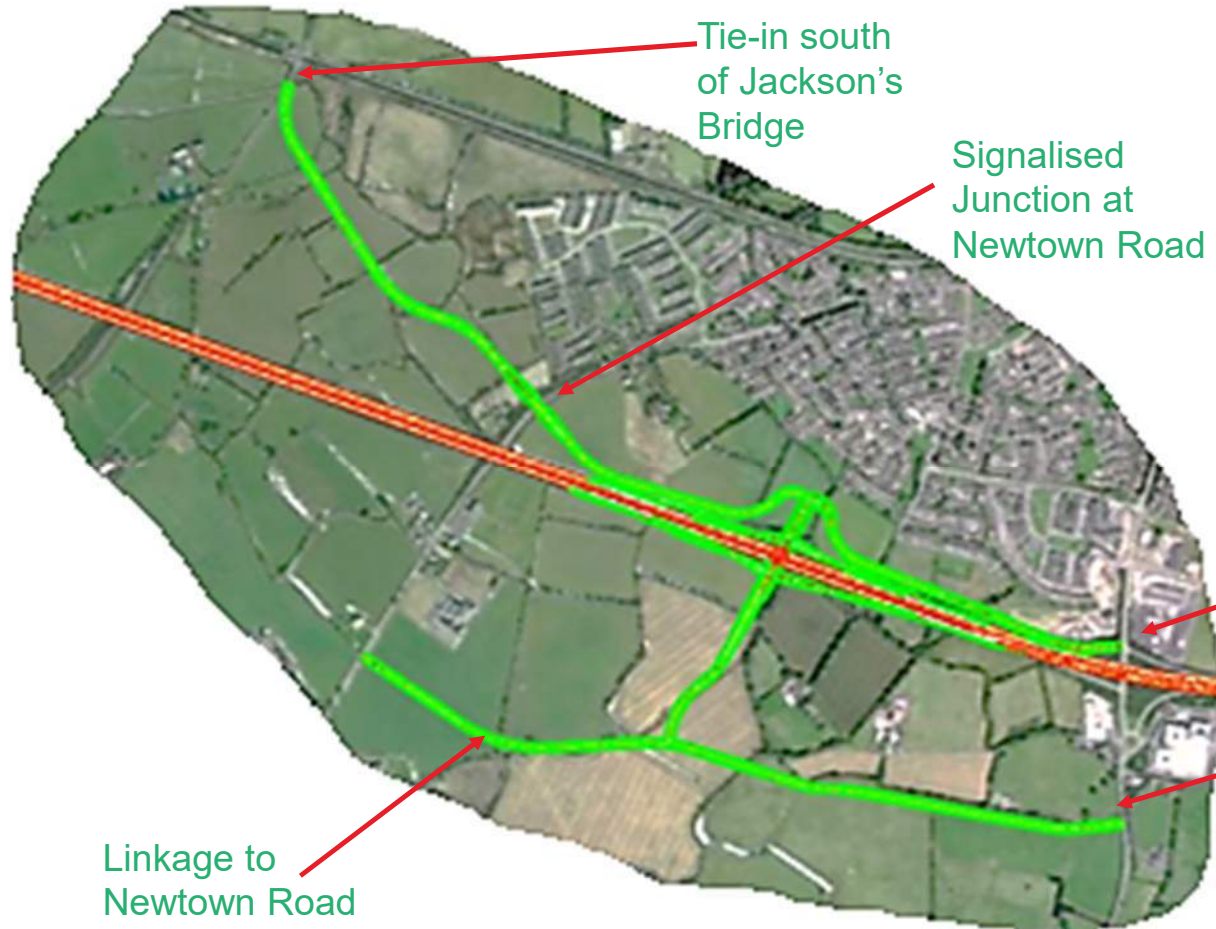 Tie-in south
of Jackson's
Bridge
Signalised
Junction at
Newtown Road
Linkage to
Newtown Road